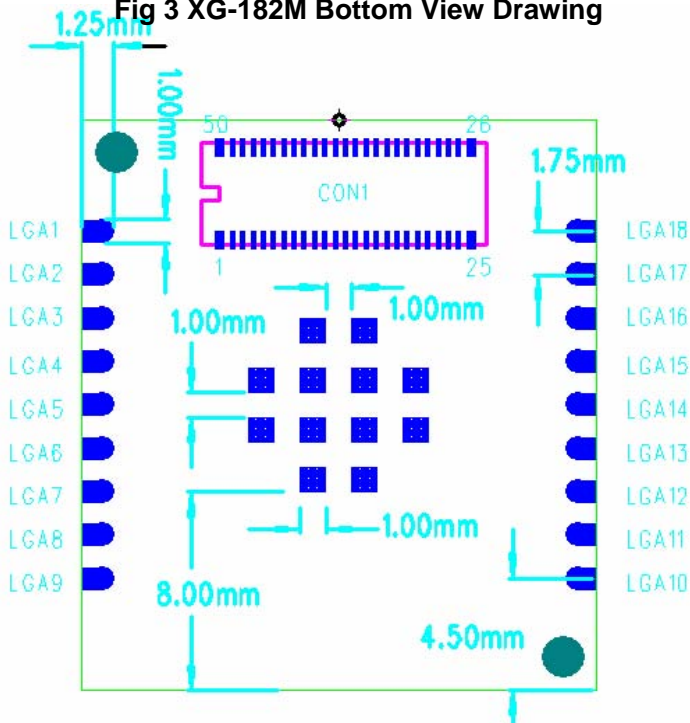 Fig 3 XG-182M Bottom View Drawing
1.25mm
1.00mm
50
26
CON1
1
25
1.75mm
LGA1
LGA2
LGA3
LGA4
LGA5
LGA6
LGA7
LGA8
LGA9
LGA18
LGA17
LGA16
LGA15
LGA14
LGA13
LGA12
LGA11
LGA10
1.00mm
1.00mm
1.00mm
8.00mm
4.50mm